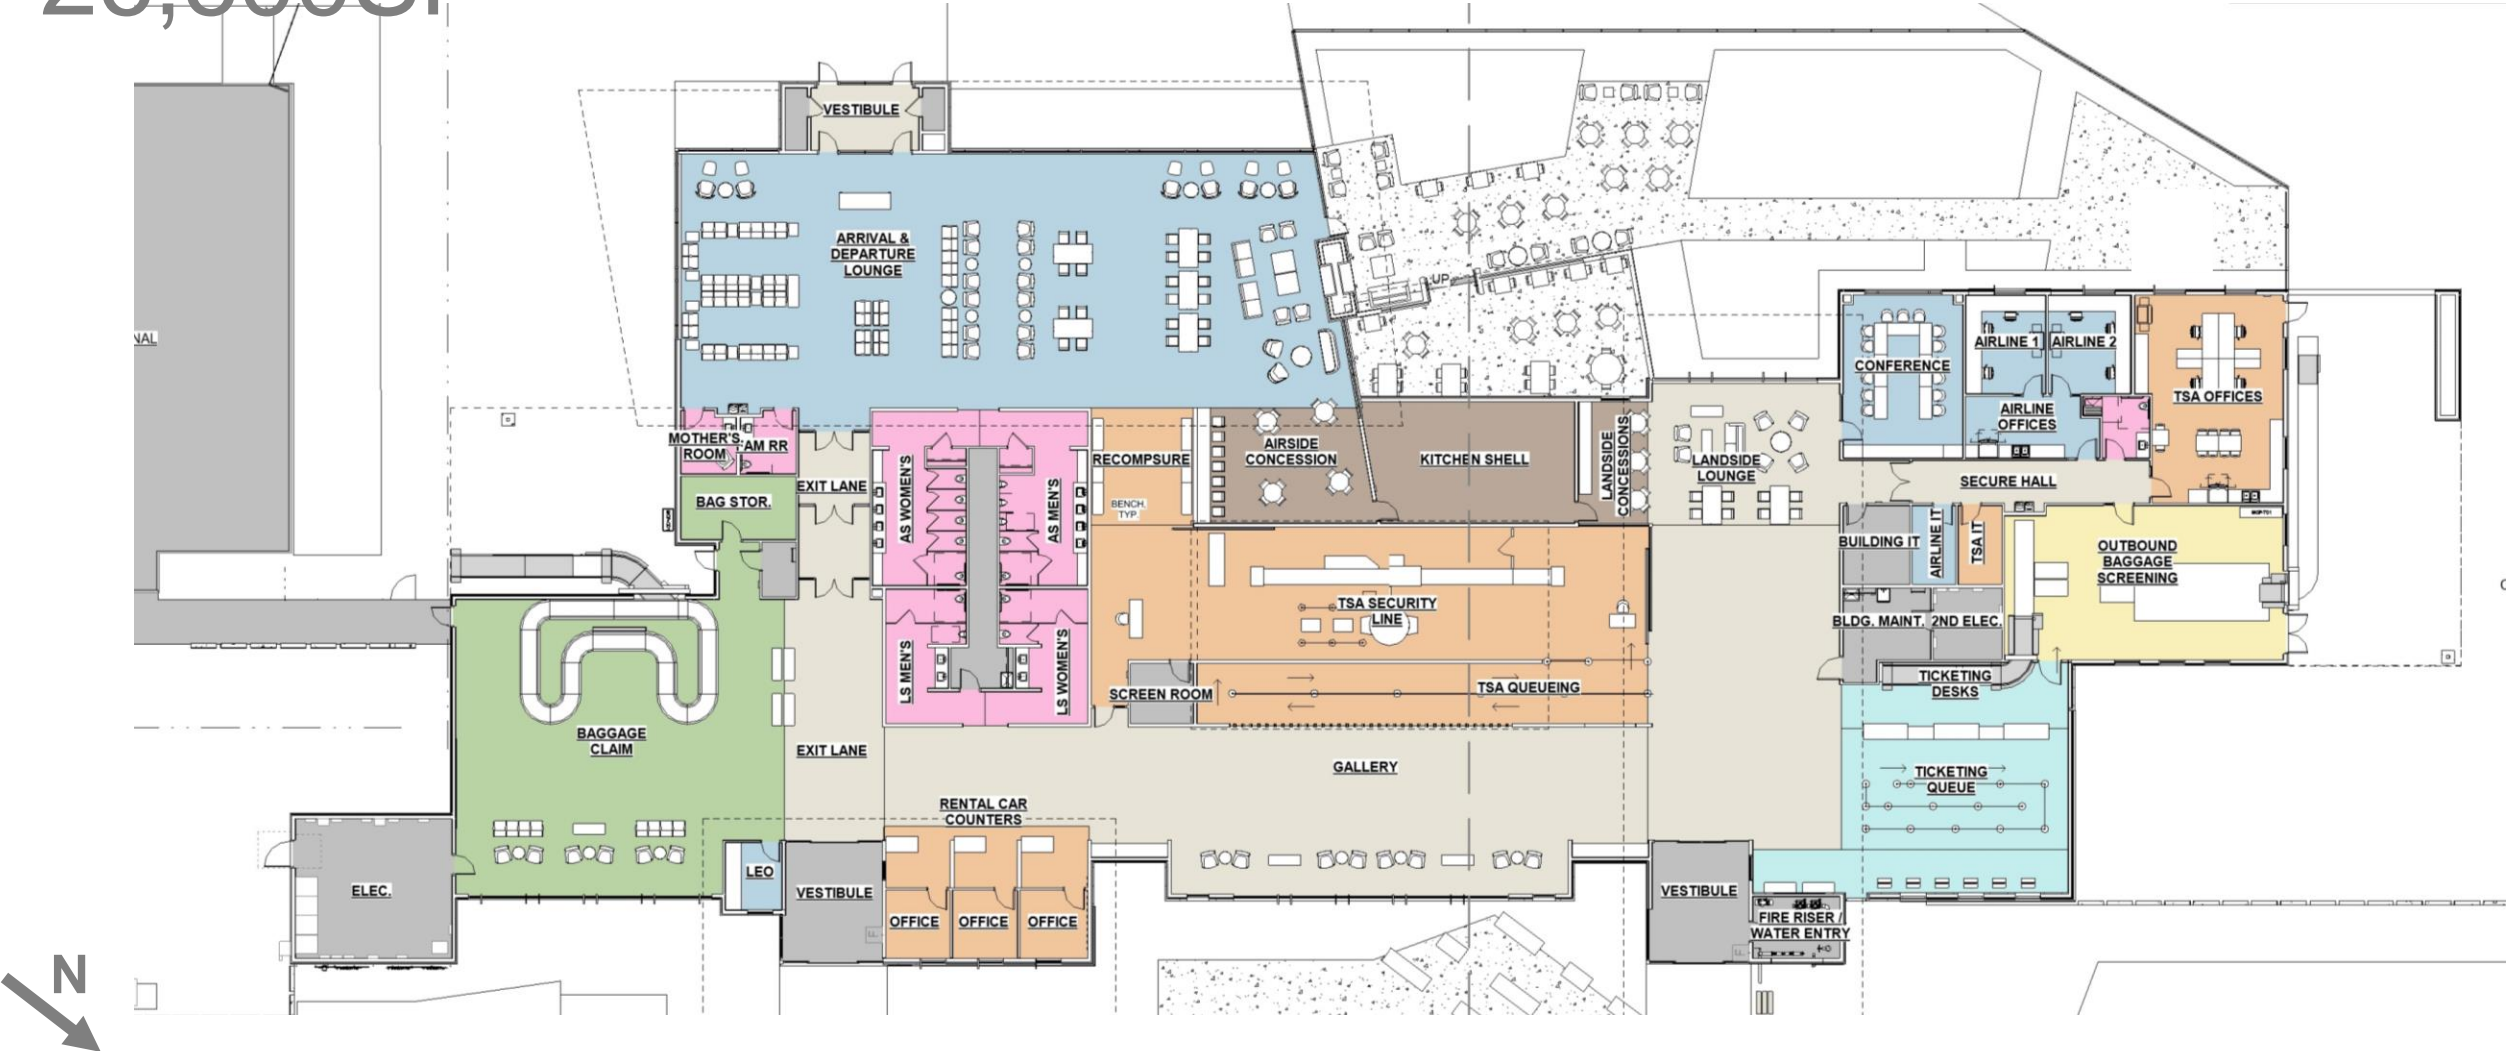 VESTIBULE
ARRIVAL &
DEPARTURE
LOUNGE
UP
NAL
CONFERENCE
AIRLINE 1
AIRLINE 2
TSA OFFICES
AIRLINE
OFFICES
MOTHER'S
ROOM
FAM RR
BAG STOR.
EXIT LANE
AS WOMEN'S
AS MEN'S
RECOMPSURE
BENCH,
TYP.
AIRSIDE
CONCESSION
KITCHEN SHELL
LANDSIDE
CONCESSIONS
LANDSIDE
LOUNGE
SECURE HALL
BUILDING IT
AIRLINE IT
TSA IT
OUTBOUND
BAGGAGE
SCREENING
BLDG. MAINT.
2ND ELEC.
TSA SECURITY
LINE
LS MEN'S
LS WOMEN'S
SCREEN ROOM
TSA QUEUEING
TICKETING
DESKS
BAGGAGE
CLAIM
EXIT LANE
GALLERY
TICKETING
QUEUE
RENTAL CAR
COUNTERS
ELEC.
LEO
VESTIBULE
OFFICE
OFFICE
OFFICE
VESTIBULE
FIRE RISER /
WATER ENTRY
N